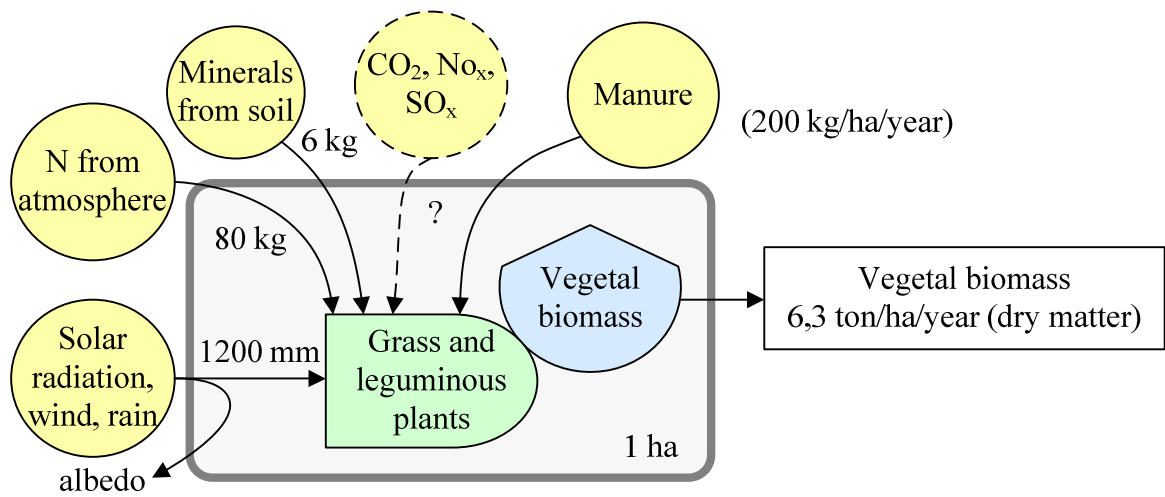 Minerals
from soil
CO₂, Noₓ,
SOₓ
Manure
(200 kg/ha/year)
6 kg
N from
atmosphere
80 kg
?
Vegetal
biomass
Vegetal biomass
6,3 ton/ha/year (dry matter)
Solar
radiation,
wind, rain
1200 mm
Grass and
leguminous
plants
1 ha
albedo